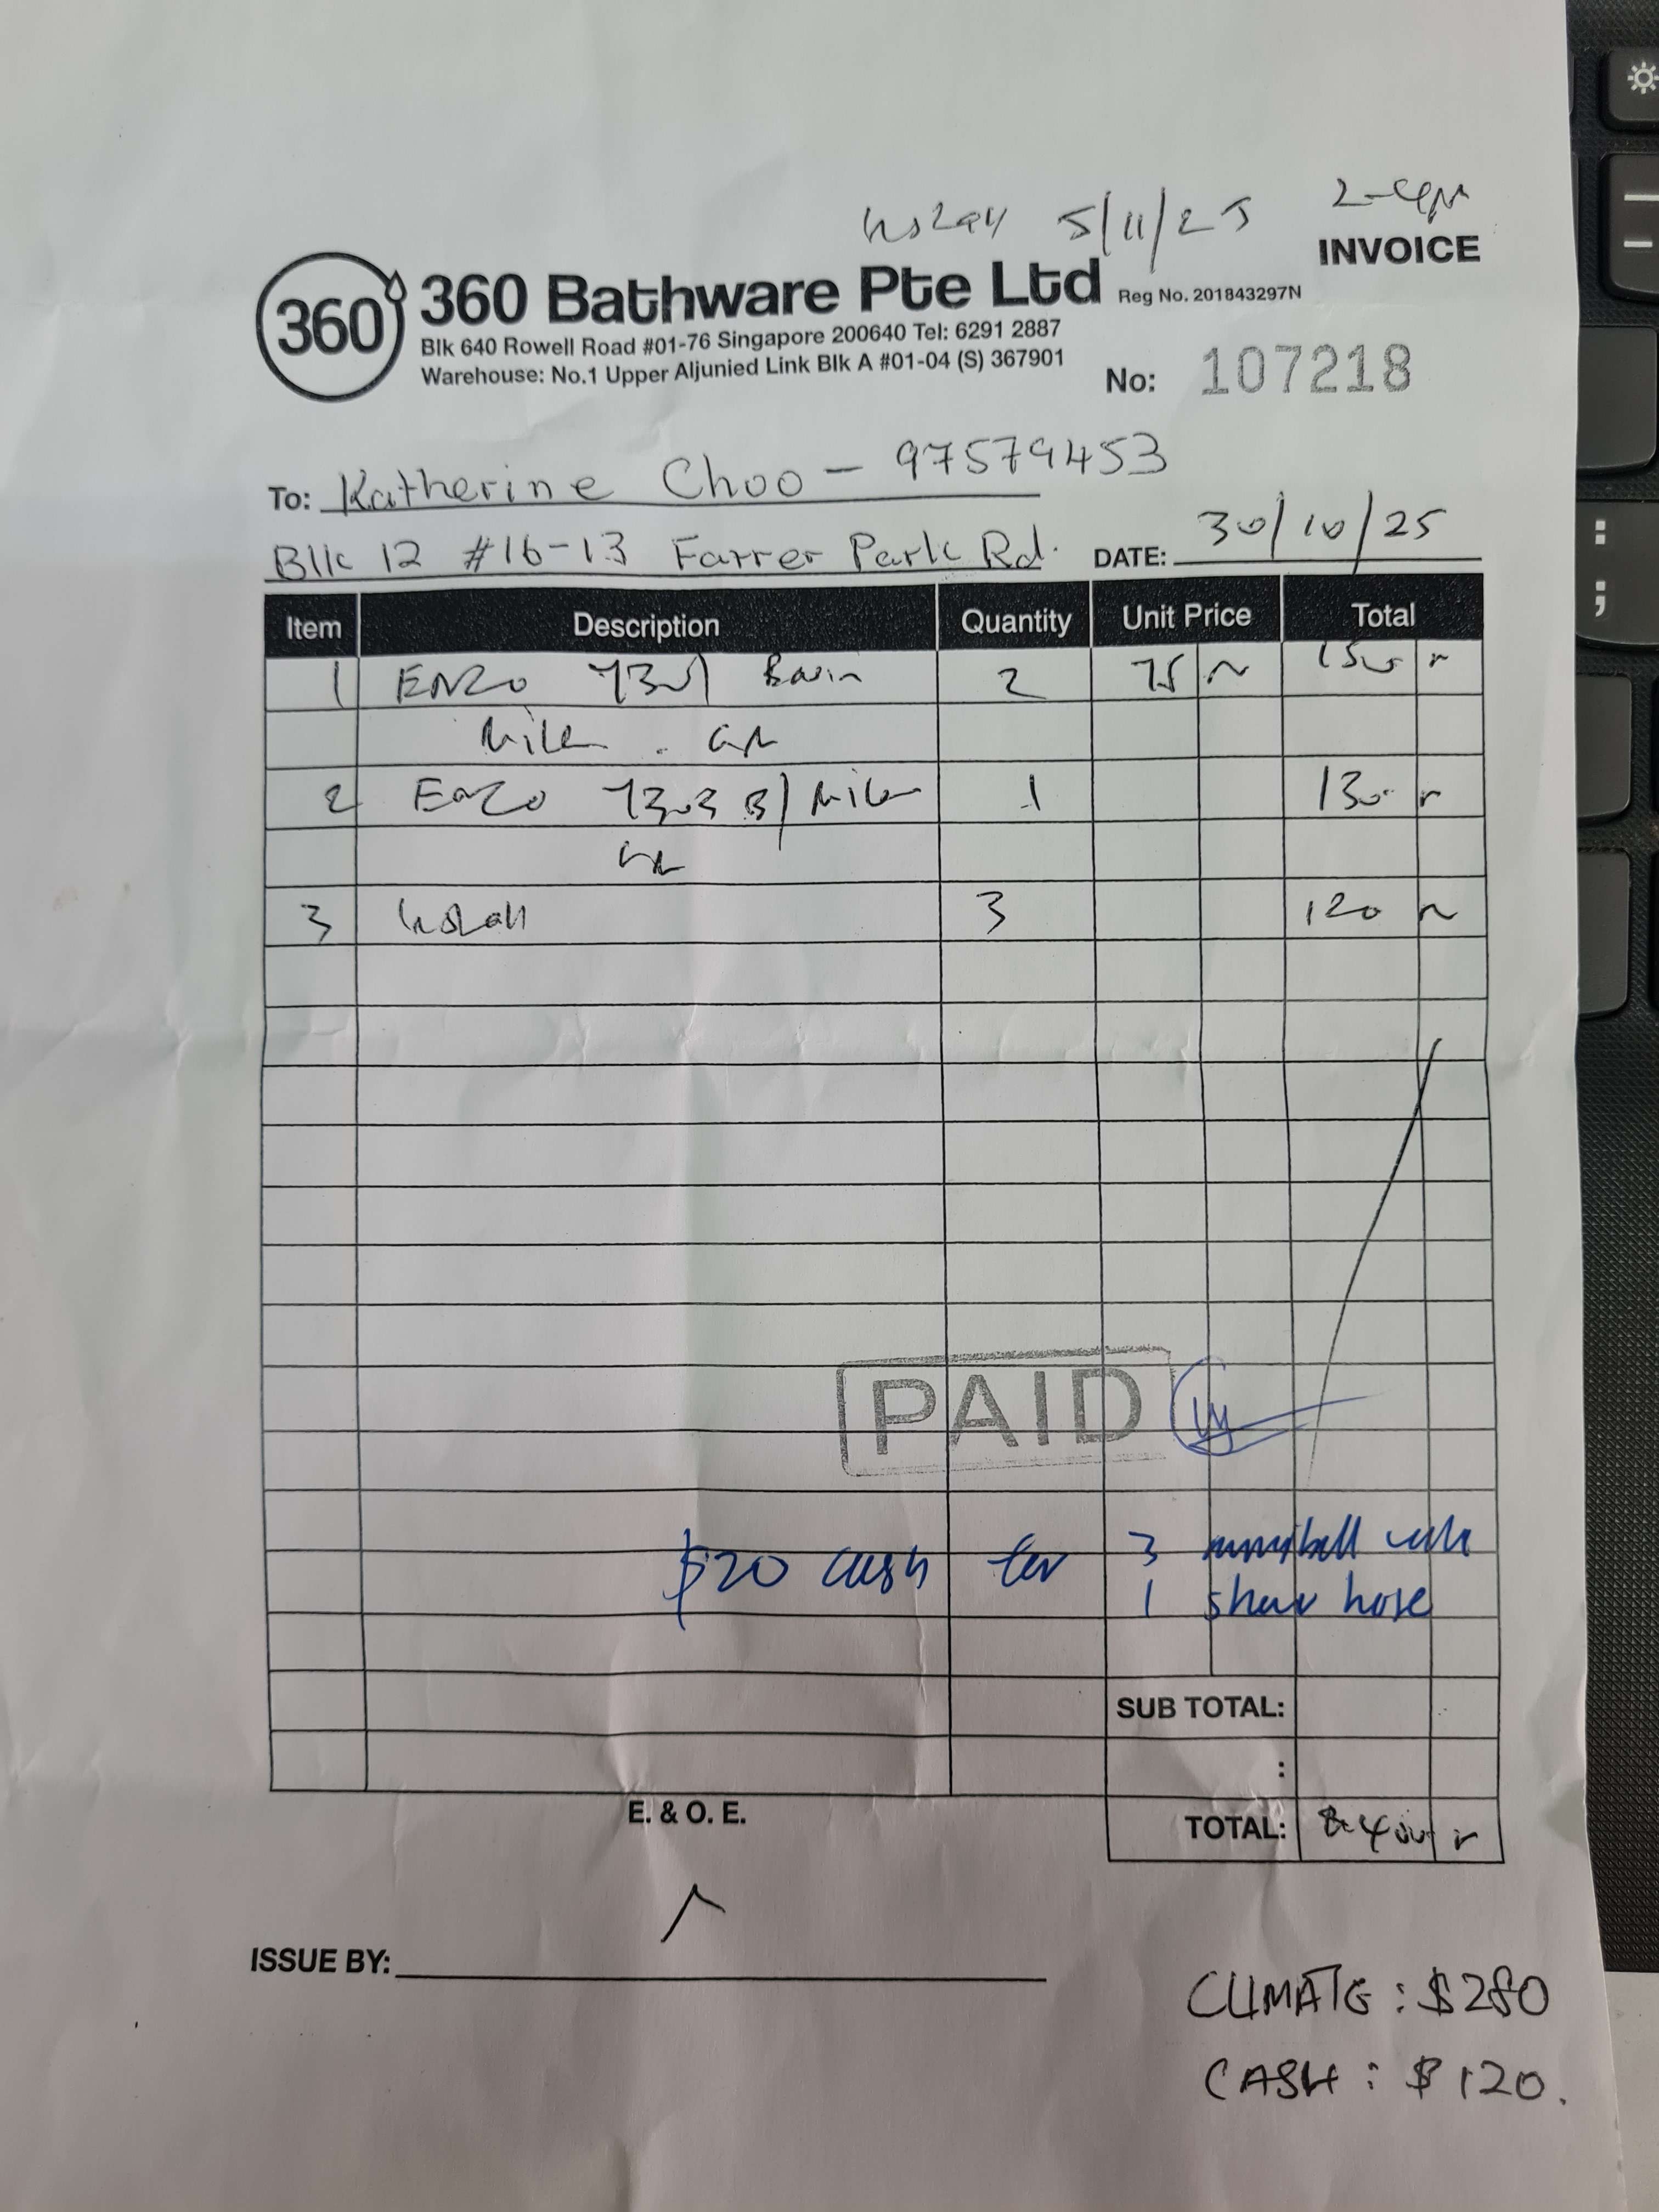 5/11/25
INVOICE
360
360 Bathware Pte Ltd Reg No. 201843297N
Blk 640 Rowell Road #01-76 Singapore 200640 Tel: 6291 2887
Warehouse: No.1 Upper Aljunied Link Blk A #01-04 (S) 367901
No: 107218
To: Katherine Choo - 97579453
Blk 12 #16-13 Farrer Park Rd.
DATE: 30/10/25
Item Description Quantity Unit Price Total
1 ENZO Basin 2 75 150
2 Enzo 1 130
3 Install 3 120
PAID
$20 cash for 3
1 shower hose
SUB TOTAL:
:
E. & O. E.
TOTAL: 400
ISSUE BY:
CLIMATE: $280
CASH: $120.